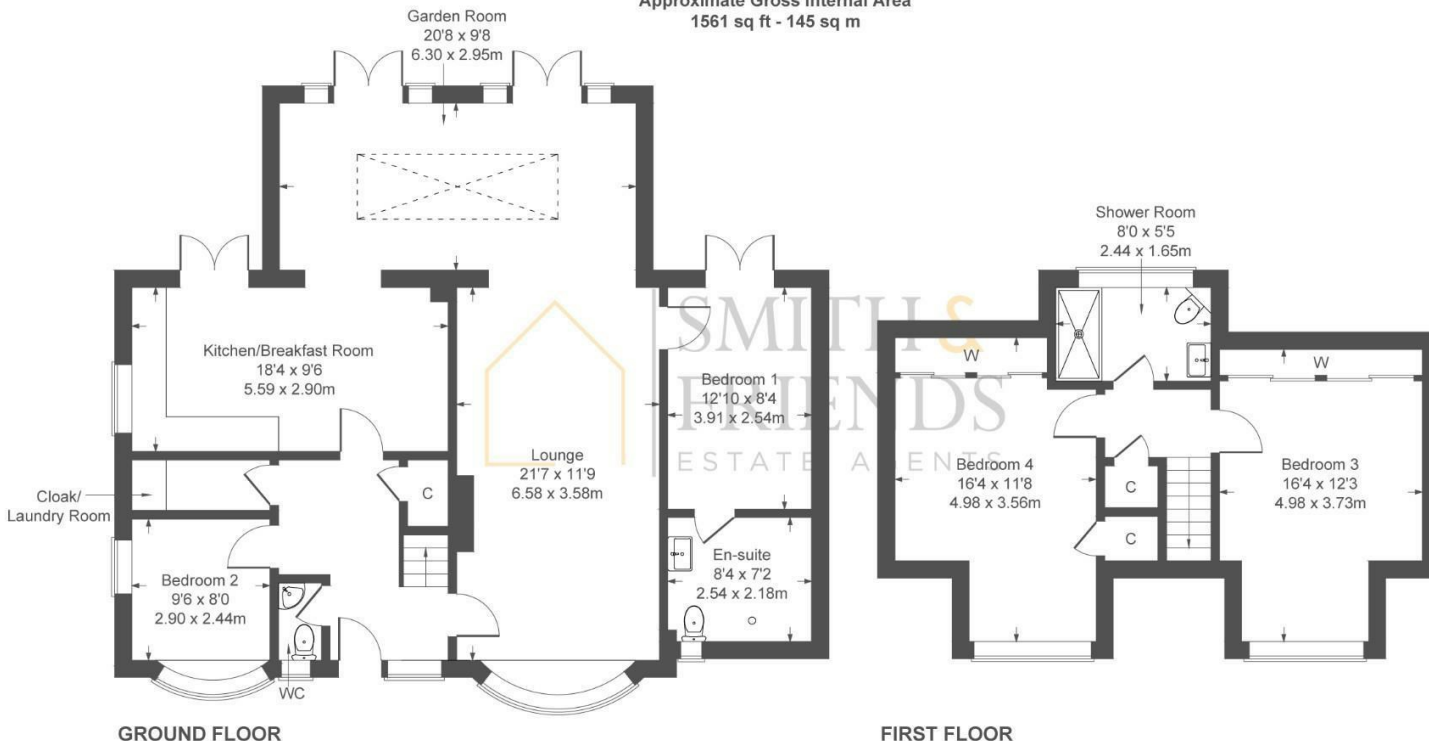 Approximate Gross Internal Area
1561 sq ft - 145 sq m
Garden Room
20'8 x 9'8
6.30 x 2.95m
Kitchen/Breakfast Room
18'4 x 9'6
5.59 x 2.90m
Lounge
21'7 x 11'9
6.58 x 3.58m
Bedroom 1
12'10 x 8'4
3.91 x 2.54m
Cloak/
Laundry Room
C
Bedroom 2
9'6 x 8'0
2.90 x 2.44m
WC
En-suite
8'4 x 7'2
2.54 x 2.18m
GROUND FLOOR
SMITH &
FRIENDS
ESTATE AGENTS
Shower Room
8'0 x 5'5
2.44 x 1.65m
W
W
Bedroom 4
16'4 x 11'8
4.98 x 3.56m
C
C
Bedroom 3
16'4 x 12'3
4.98 x 3.73m
FIRST FLOOR